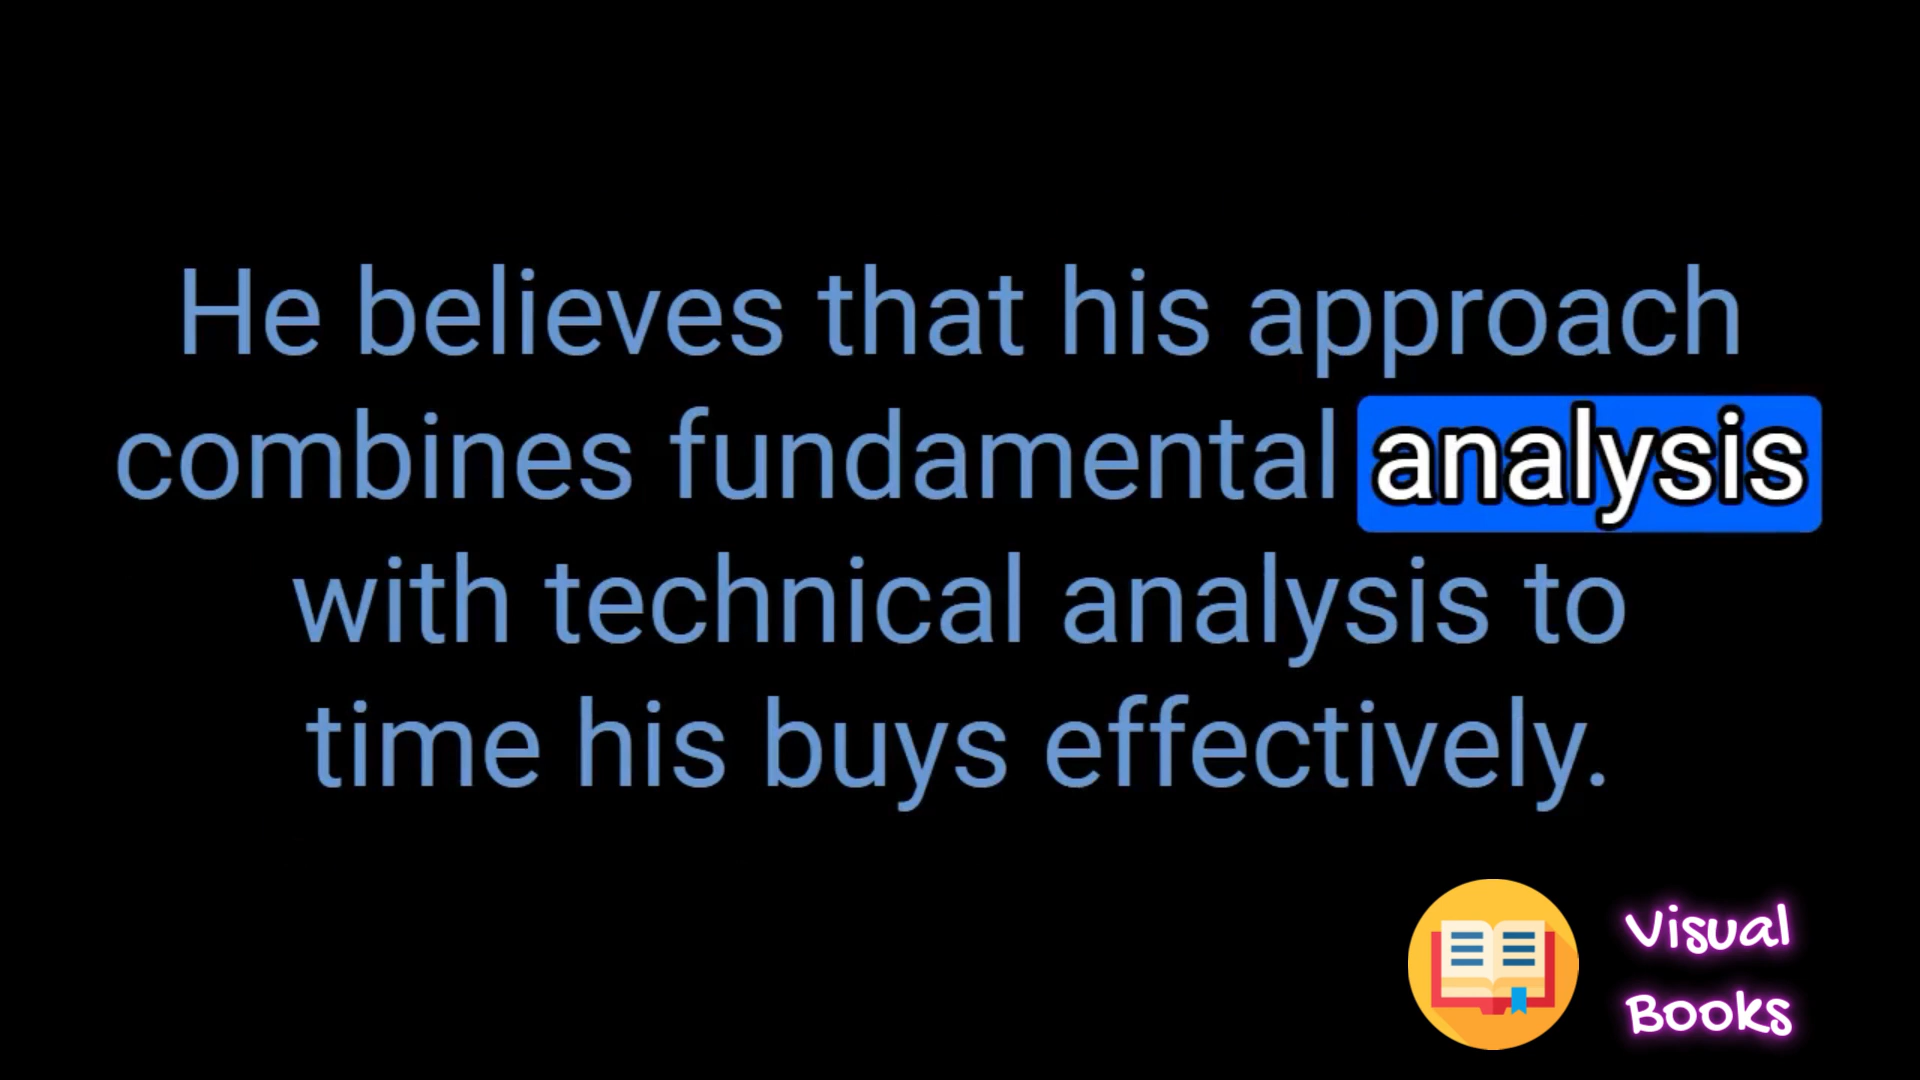 He believes that his approach
combines fundamental analysis
with technical analysis to
time his buys effectively.
Visual
Books